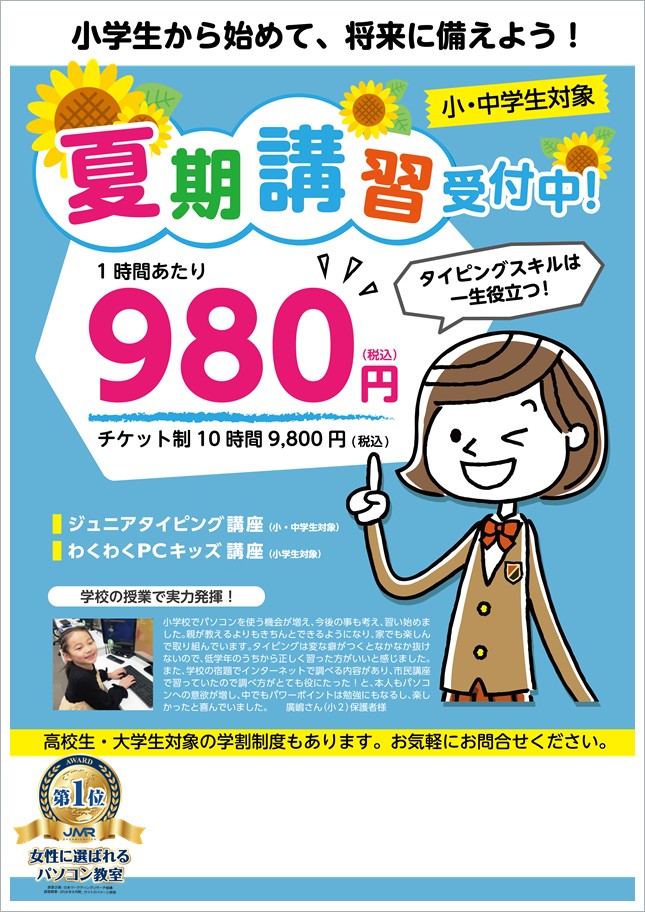 小学生から始めて、将来に備えよう！
小・中学生対象
夏期講習受付中！
1時間あたり
タイピングスキルは
一生役立つ！
980円(税込)
チケット制10時間9,800円(税込)
ジュニアタイピング講座(小・中学生対象)
わくわくPCキッズ講座(小学生対象)
学校の授業で実力発揮！
小学校でパソコンを使う機会が増え、今後の事も考え、習い始め
ました。親が教えるよりもきちんとできるようになり、家でも楽しん
で取り組んでいます。タイピングは変な癖がつくとなかなか抜け
ないので、低学年のうちから正しく習った方がいいと感じました。
また、学校の宿題でインターネットで調べる内容があり、市民講座
で習っていたので調べ方がとても役にたった！と、本人もパソコ
ンへの意欲が増し、中でもパワーポイントは勉強にもなるし、楽し
かったと喜んでいました。　廣嶋さん(小2)保護者様
高校生・大学生対象の学割制度もあります。お気軽にお問合せください。
AWARD
第1位
JMR
女性に選ばれる
パソコン教室